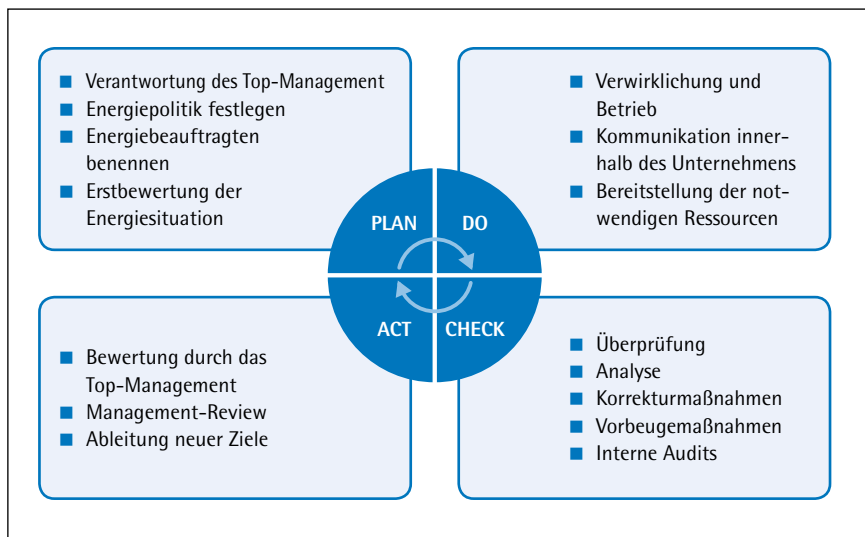 Verantwortung des Top-Management
Energiepolitik festlegen
Energiebeauftragten
benennen
Erstbewertung der
Energiesituation
Verwirklichung und
Betrieb
Kommunikation inner-
halb des Unternehmens
Bereitstellung der not-
wendigen Ressourcen
PLAN
DO
ACT
CHECK
Bewertung durch das
Top-Management
Management-Review
Ableitung neuer Ziele
Überprüfung
Analyse
Korrekturmaßnahmen
Vorbeugemaßnahmen
Interne Audits